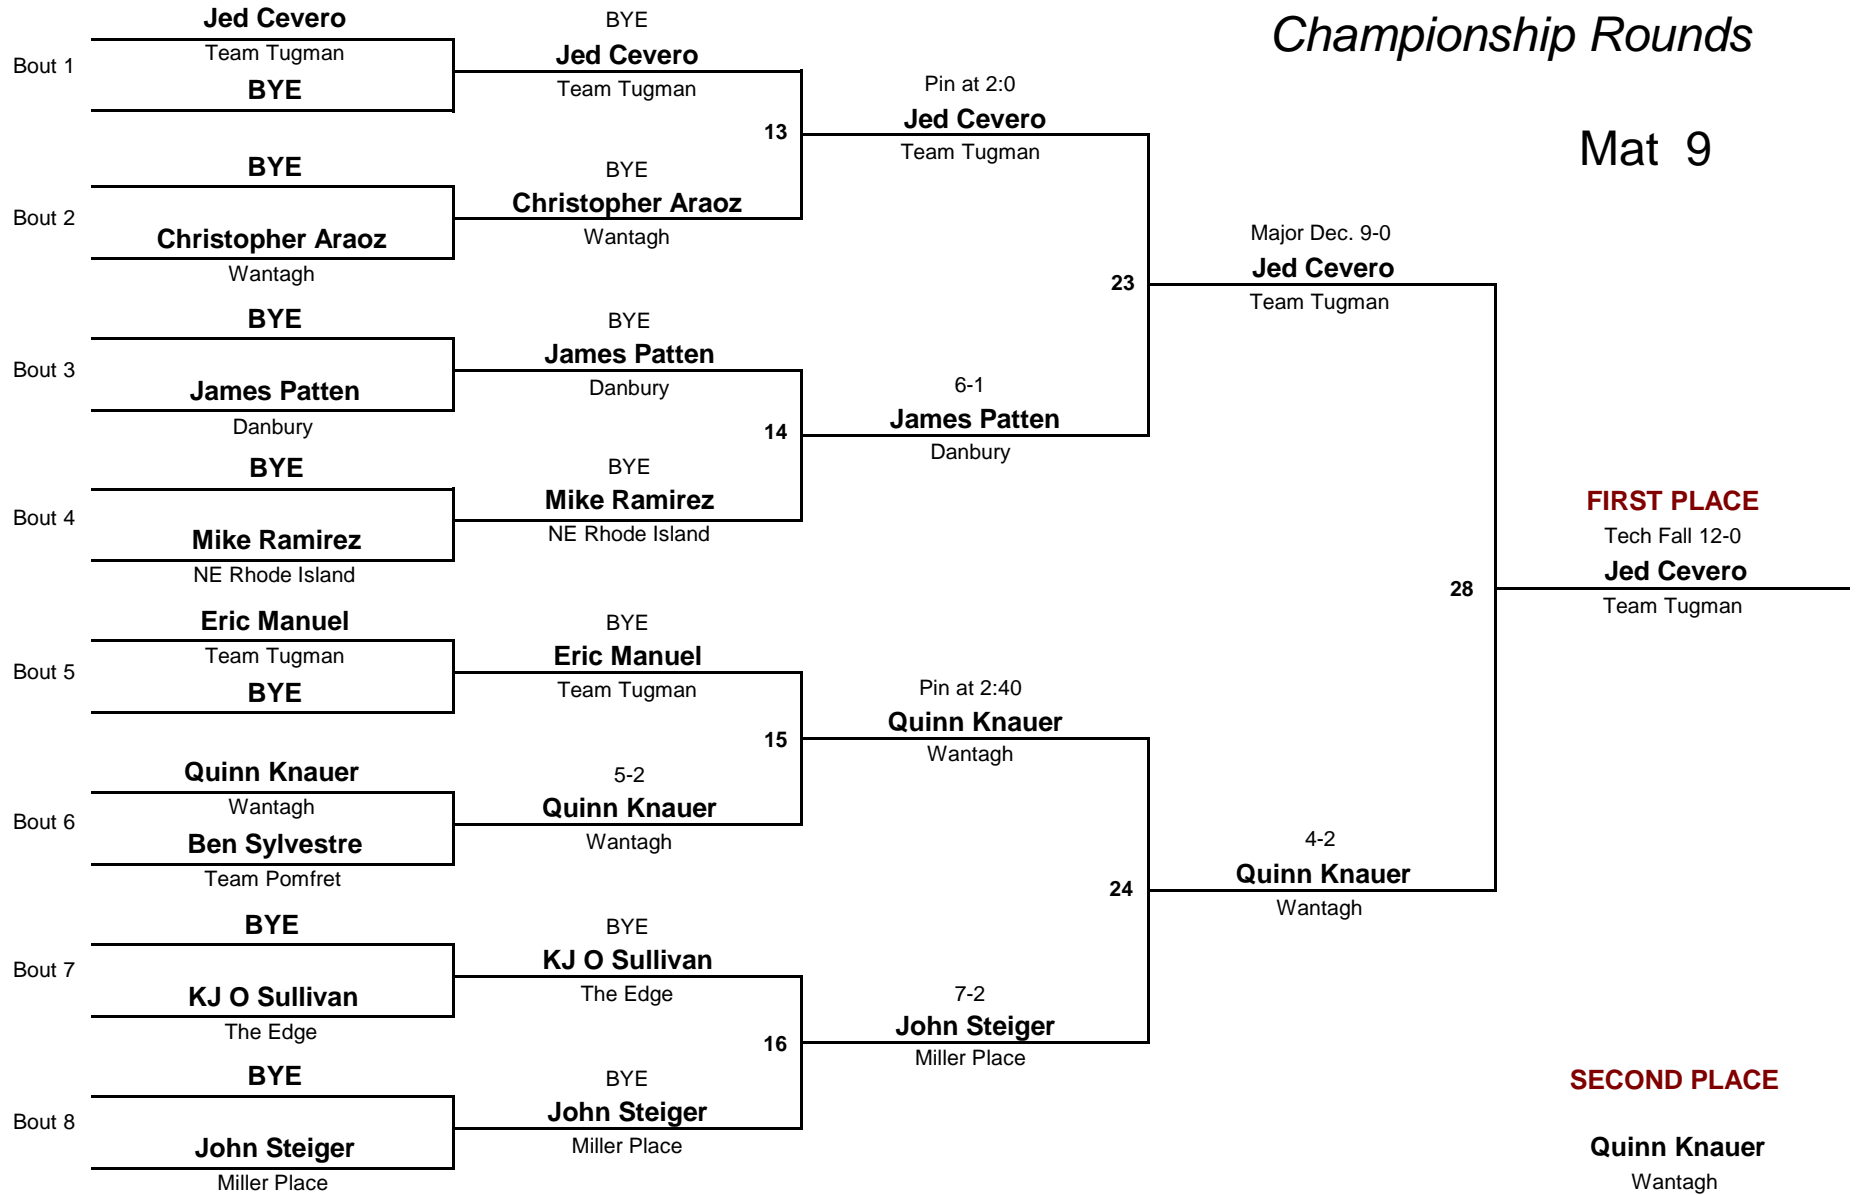 Championship Rounds
Mat 9
Bout 1
Jed Cevero
Team Tugman
BYE
Bout 2
BYE
Christopher Araoz
Wantagh
Bout 3
BYE
James Patten
Danbury
Bout 4
BYE
Mike Ramirez
NE Rhode Island
Bout 5
Eric Manuel
Team Tugman
BYE
Bout 6
Quinn Knauer
Wantagh
Ben Sylvestre
Team Pomfret
Bout 7
BYE
KJ O Sullivan
The Edge
Bout 8
BYE
John Steiger
Miller Place
BYE
Jed Cevero
Team Tugman
13
BYE
Christopher Araoz
Wantagh
BYE
James Patten
Danbury
14
BYE
Mike Ramirez
NE Rhode Island
BYE
Eric Manuel
Team Tugman
15
5-2
Quinn Knauer
Wantagh
BYE
KJ O Sullivan
The Edge
16
BYE
John Steiger
Miller Place
Pin at 2:0
Jed Cevero
Team Tugman
23
6-1
James Patten
Danbury
Pin at 2:40
Quinn Knauer
Wantagh
24
7-2
John Steiger
Miller Place
Major Dec. 9-0
Jed Cevero
Team Tugman
28
4-2
Quinn Knauer
Wantagh
FIRST PLACE
Tech Fall 12-0
Jed Cevero
Team Tugman
SECOND PLACE
Quinn Knauer
Wantagh